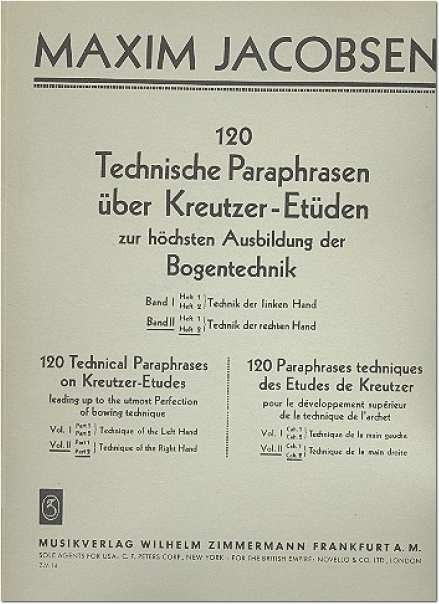 MAXIM JACOBSEN
120
Technische Paraphrasen
über Kreutzer-Etüden
zur höchsten Ausbildung der
Bogentechnik
Band I Heft 1 Heft 2 } Technik der linken Hand
Band II Heft 1 Heft 2 } Technik der rechten Hand
120 Technical Paraphrases
on Kreutzer-Etudes
leading up to the utmost Perfection
of bowing technique
Vol. I Part 1 Part 2 } Technique of the Left Hand
Vol. II Part 1 Part 2 } Technique of the Right Hand
120 Paraphrases techniques
des Etudes de Kreutzer
pour le développement supérieur
de la technique de l'archet
Vol. I Cah. 1 Cah. 2 } Technique de la main gauche
Vol. II Cah. 1 Cah. 2 } Technique de la main droite
MUSIKVERLAG WILHELM ZIMMERMANN FRANKFURT A. M.
SOLE AGENTS FOR USA: C. F. PETERS CORP., NEW YORK - FOR THE BRITISH EMPIRE: NOVELLO & CO. LTD., LONDON
Z.M. 14